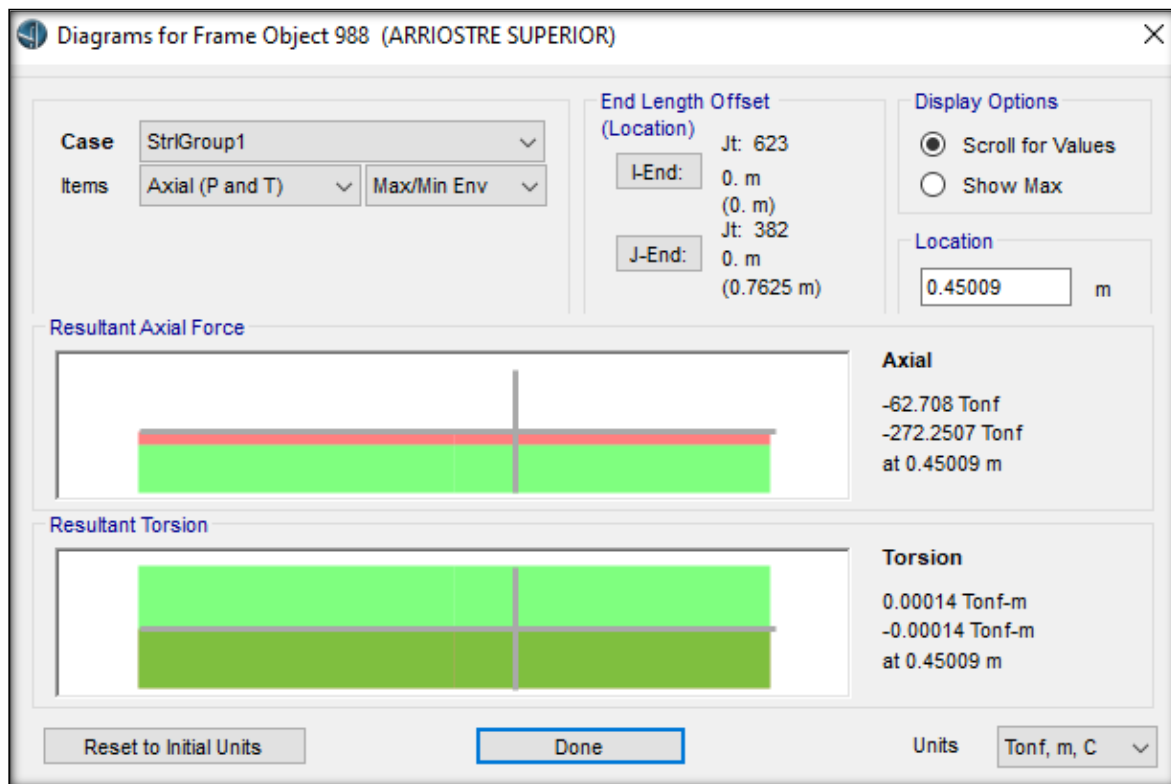 Diagrams for Frame Object 988 (ARRIOSTRE SUPERIOR)
Case StrlGroup1
Items Axial (P and T) Max/Min Env
End Length Offset
(Location)
Jt: 623
I-End:
0. m
(0. m)
Jt: 382
J-End:
0. m
(0.7625 m)
Display Options
Scroll for Values
Show Max
Location
0.45009 m
Resultant Axial Force
Axial
-62.708 Tonf
-272.2507 Tonf
at 0.45009 m
Resultant Torsion
Torsion
0.00014 Tonf-m
-0.00014 Tonf-m
at 0.45009 m
Reset to Initial Units Done Units Tonf, m, C